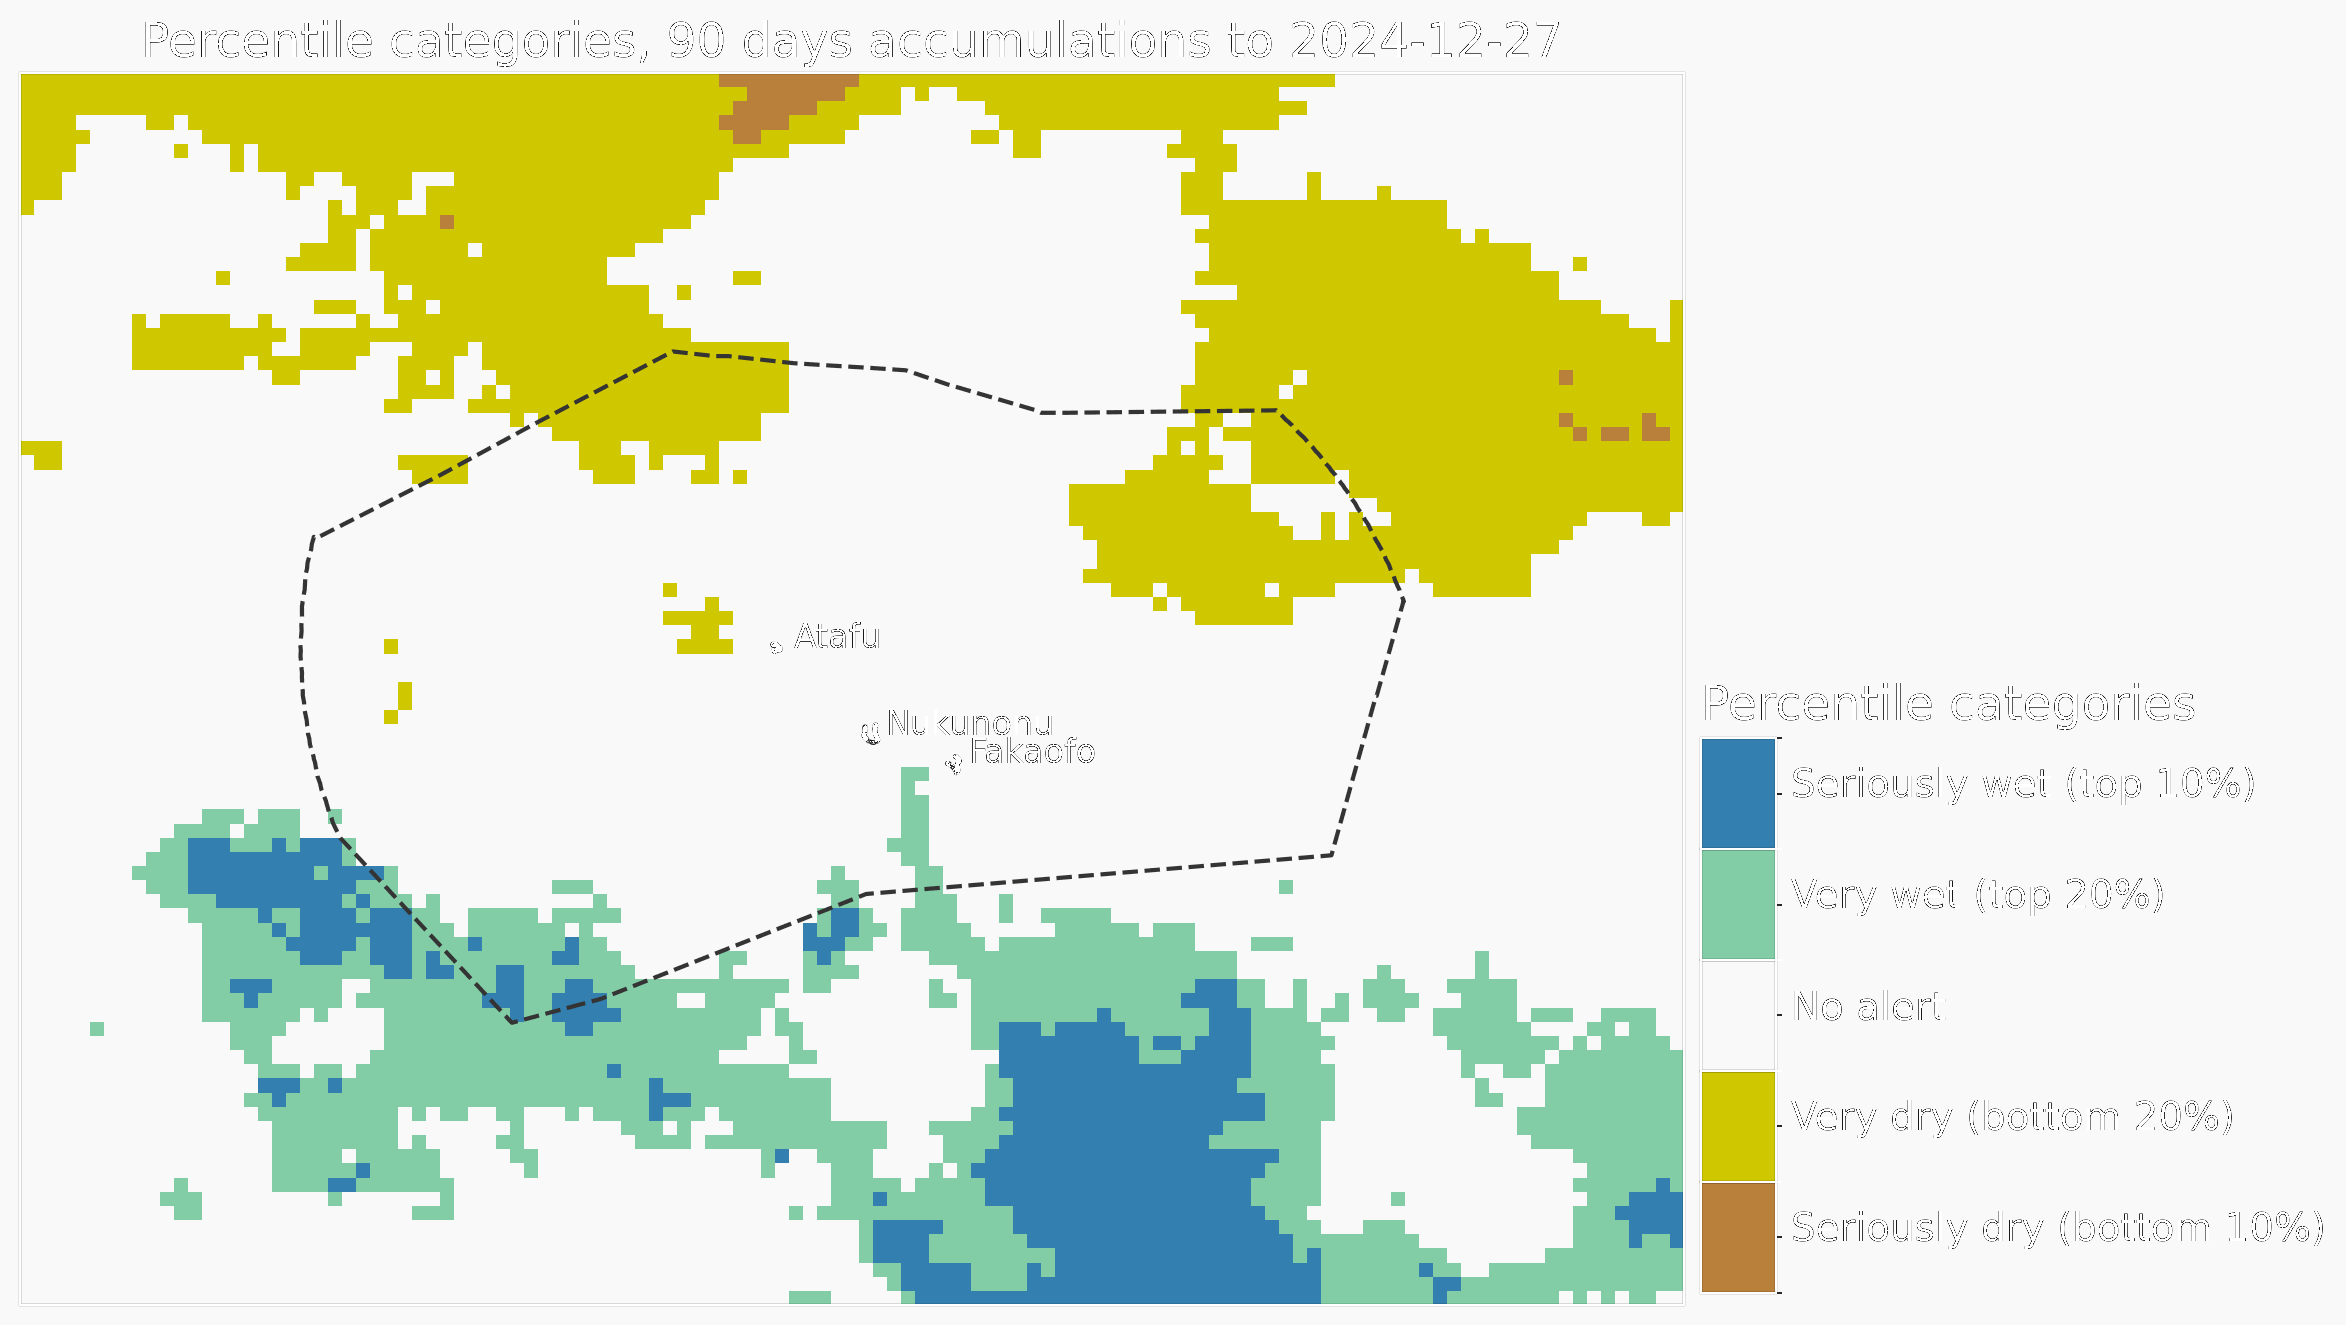 Percentile categories, 90 days accumulations to 2024-12-27
Atafu
Nukunonu
Fakaofo
Percentile categories
Seriously wet (top 10%)
Very wet (top 20%)
No alert
Very dry (bottom 20%)
Seriously dry (bottom 10%)